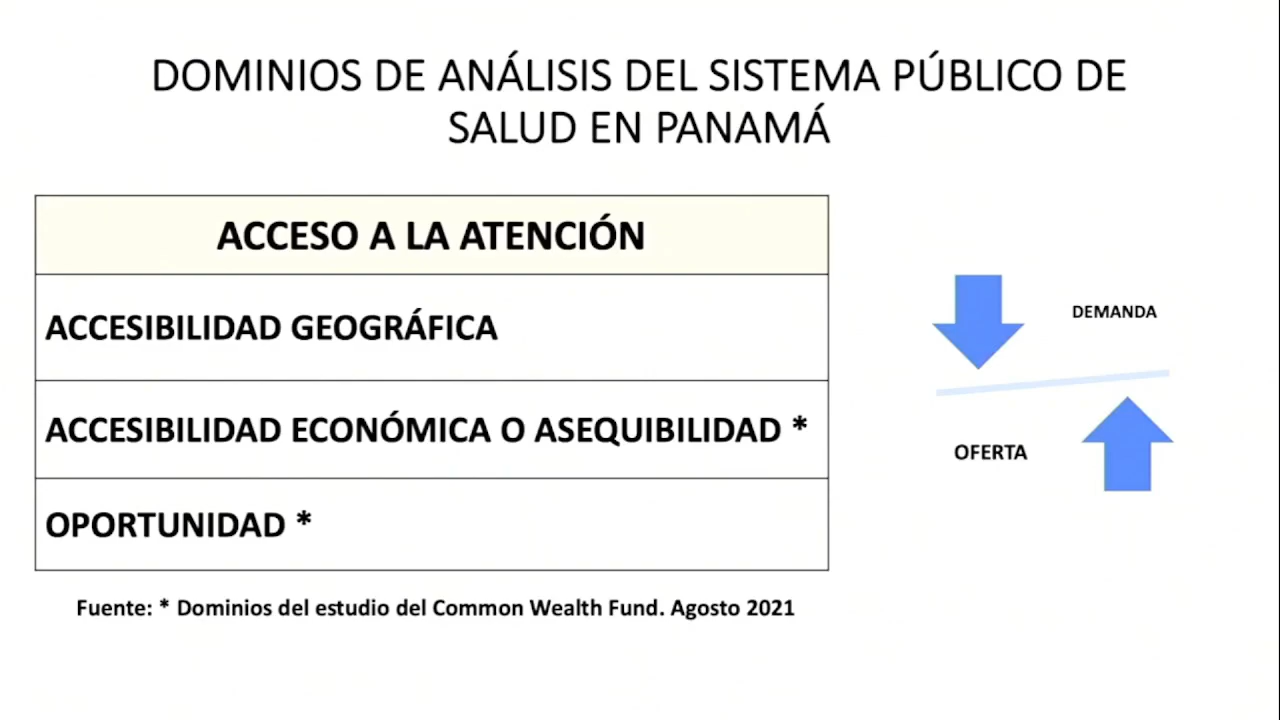 DOMINIOS DE ANÁLISIS DEL SISTEMA PÚBLICO DE
SALUD EN PANAMÁ
ACCESO A LA ATENCIÓN
ACCESIBILIDAD GEOGRÁFICA
ACCESIBILIDAD ECONÓMICA O ASEQUIBILIDAD *
OPORTUNIDAD *
Fuente: * Dominios del estudio del Common Wealth Fund. Agosto 2021
DEMANDA
OFERTA